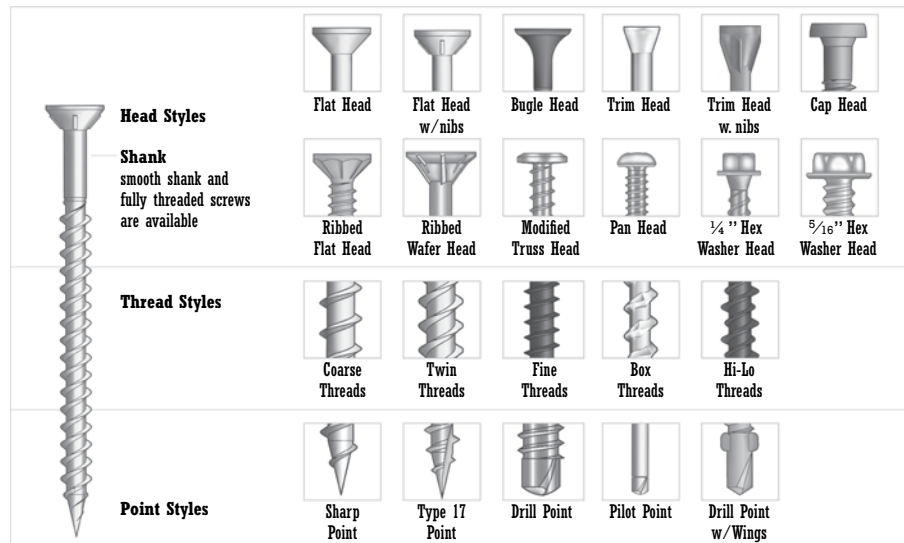 Flat Head
Flat Head
w/nibs
Bugle Head
Trim Head
Trim Head
w. nibs
Cap Head
Head Styles
Shank
smooth shank and
fully threaded screws
are available
Ribbed
Flat Head
Ribbed
Wafer Head
Modified
Truss Head
Pan Head
¼ " Hex
Washer Head
5/16" Hex
Washer Head
Thread Styles
Coarse
Threads
Twin
Threads
Fine
Threads
Box
Threads
Hi-Lo
Threads
Point Styles
Sharp
Point
Type 17
Point
Drill Point
Pilot Point
Drill Point
w/Wings